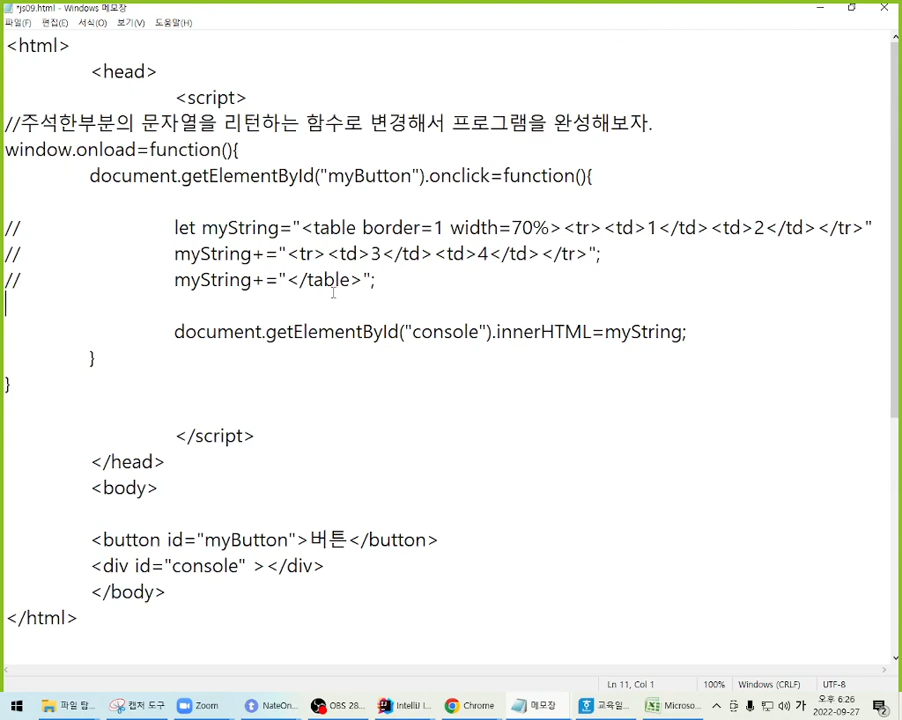 *js09.html - Windows 메모장
파일(F) 편집(E) 서식(O) 보기(V) 도움말(H)
<html>
<head>
<script>
//주석한부분의 문자열을 리턴하는 함수로 변경해서 프로그램을 완성해보자.
window.onload=function(){
document.getElementById("myButton").onclick=function(){
// let myString="<table border=1 width=70%><tr><td>1</td><td>2</td></tr>"
// myString+="<tr><td>3</td><td>4</td></tr>";
// myString+="</table>";
document.getElementById("console").innerHTML=myString;
}
}
</script>
</head>
<body>
<button id="myButton">버튼</button>
<div id="console" ></div>
</body>
</html>
Ln 11, Col 1 100% Windows (CRLF) UTF-8
파일 탐... 캡처 도구 Zoom NateOn... OBS 28.... IntelliJ I... Chrome 메모장 교육일... Microso... 가 오후 6:26
2022-09-27